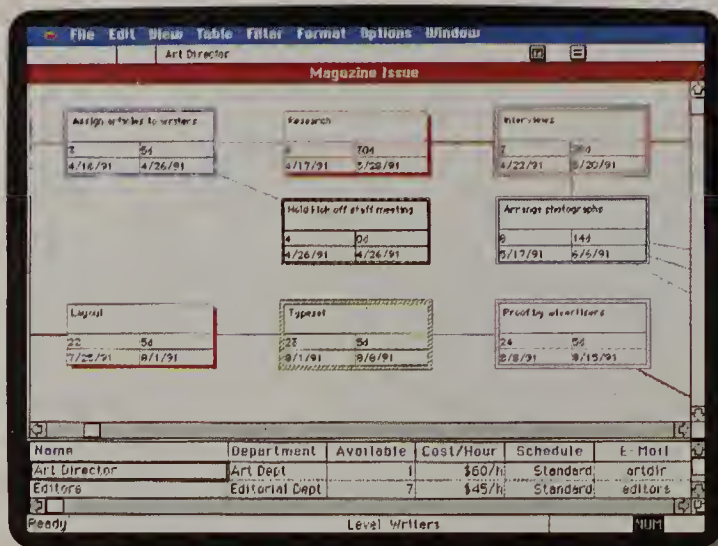 File Edit View Table Filter Format Options Window
Art Director
Magazine Issue
Assign articles to writers
3 5d
4/18/91 4/26/91
Research
30d
4/17/91 5/28/91
Interviews
7
4/22/91 5/20/91
Hold kick off staff meeting
4 0d
4/26/91 4/26/91
Arrange photographs
8 14d
5/17/91 6/6/91
Layout
22 5d
7/25/91 8/1/91
Typeset
23 5d
8/1/91 8/8/91
Proof by advertisers
24 5d
8/8/91 8/15/91
Name Department Available Cost/Hour Schedule E-Mail
Art Director Art Dept 1 $60/h Standard artdir
Editors Editorial Dept 7 $45/h Standard editors
Ready Level Writers NUM